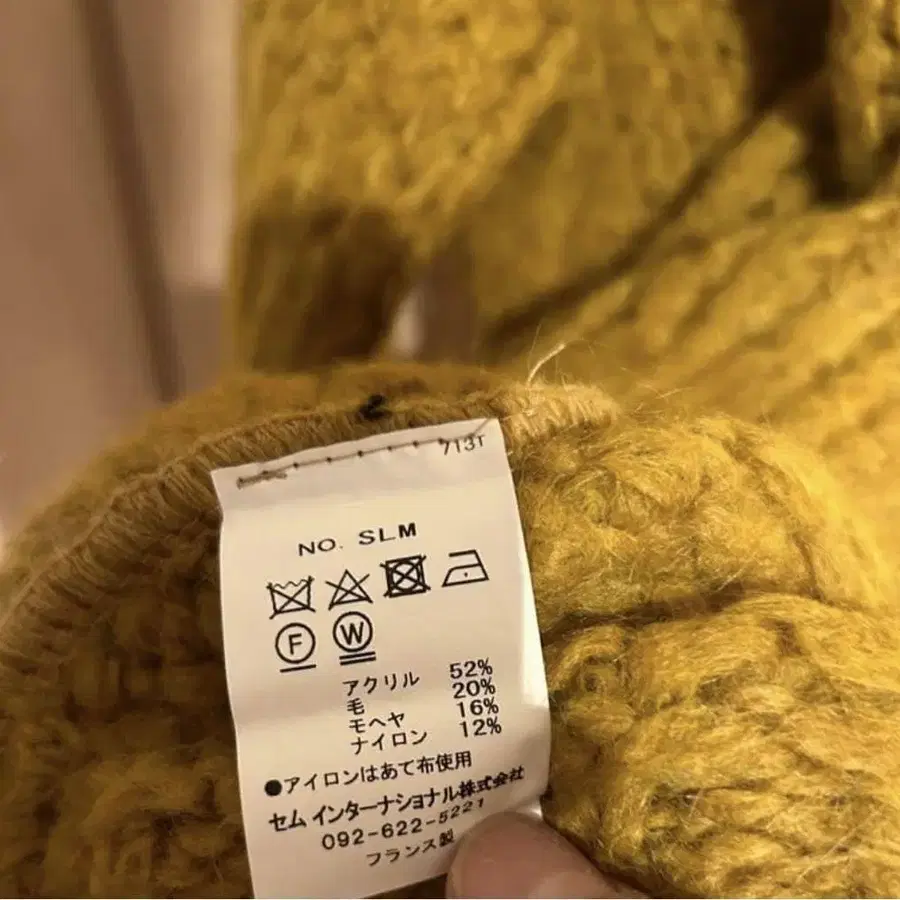 713T
NO. SLM
F W
アクリル 52%
毛 20%
モヘヤ 16%
ナイロン 12%
●アイロンはあて布使用
セム インターナショナル株式会社
092-622-5221
フランス製